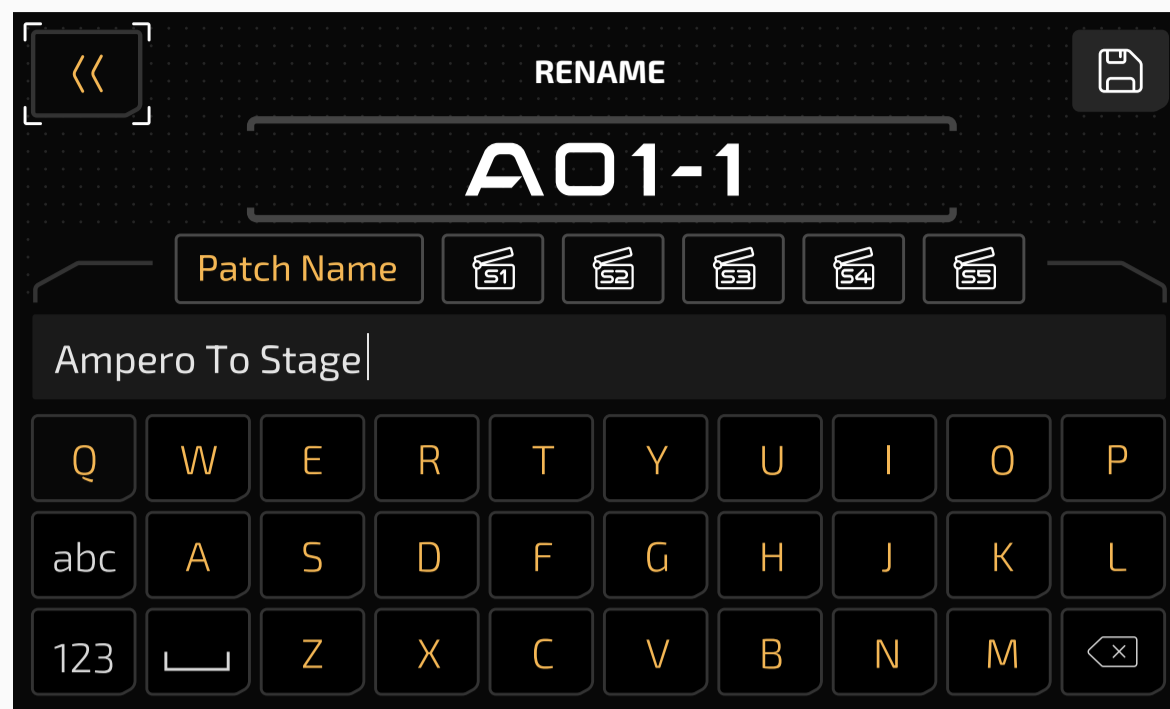 RENAME
A01-1
Patch Name S1 S2 S3 S4 S5
Ampero To Stage
Q W E R T Y U I O P
abc A S D F G H J K L
123 Z X C V B N M